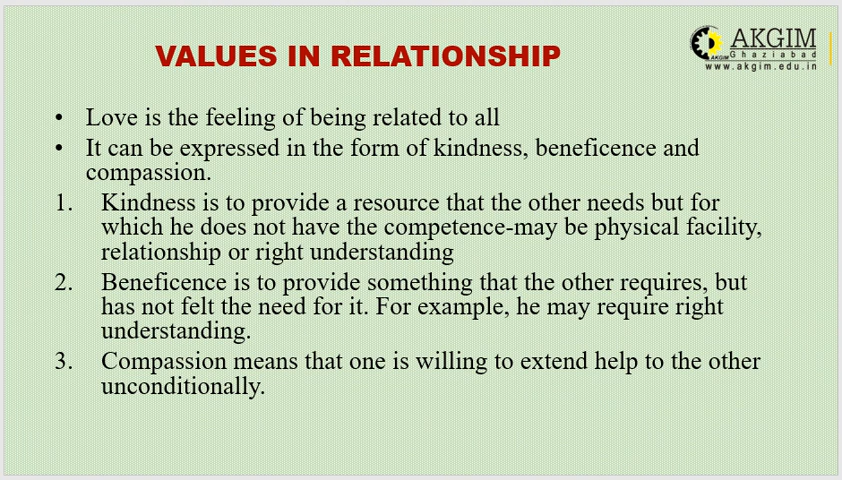 VALUES IN RELATIONSHIP
AKGIM
Ghaziabad
AKGIM
www.akgim.edu.in
• Love is the feeling of being related to all
• It can be expressed in the form of kindness, beneficence and
compassion.
1. Kindness is to provide a resource that the other needs but for
which he does not have the competence-may be physical facility,
relationship or right understanding
2. Beneficence is to provide something that the other requires, but
has not felt the need for it. For example, he may require right
understanding.
3. Compassion means that one is willing to extend help to the other
unconditionally.